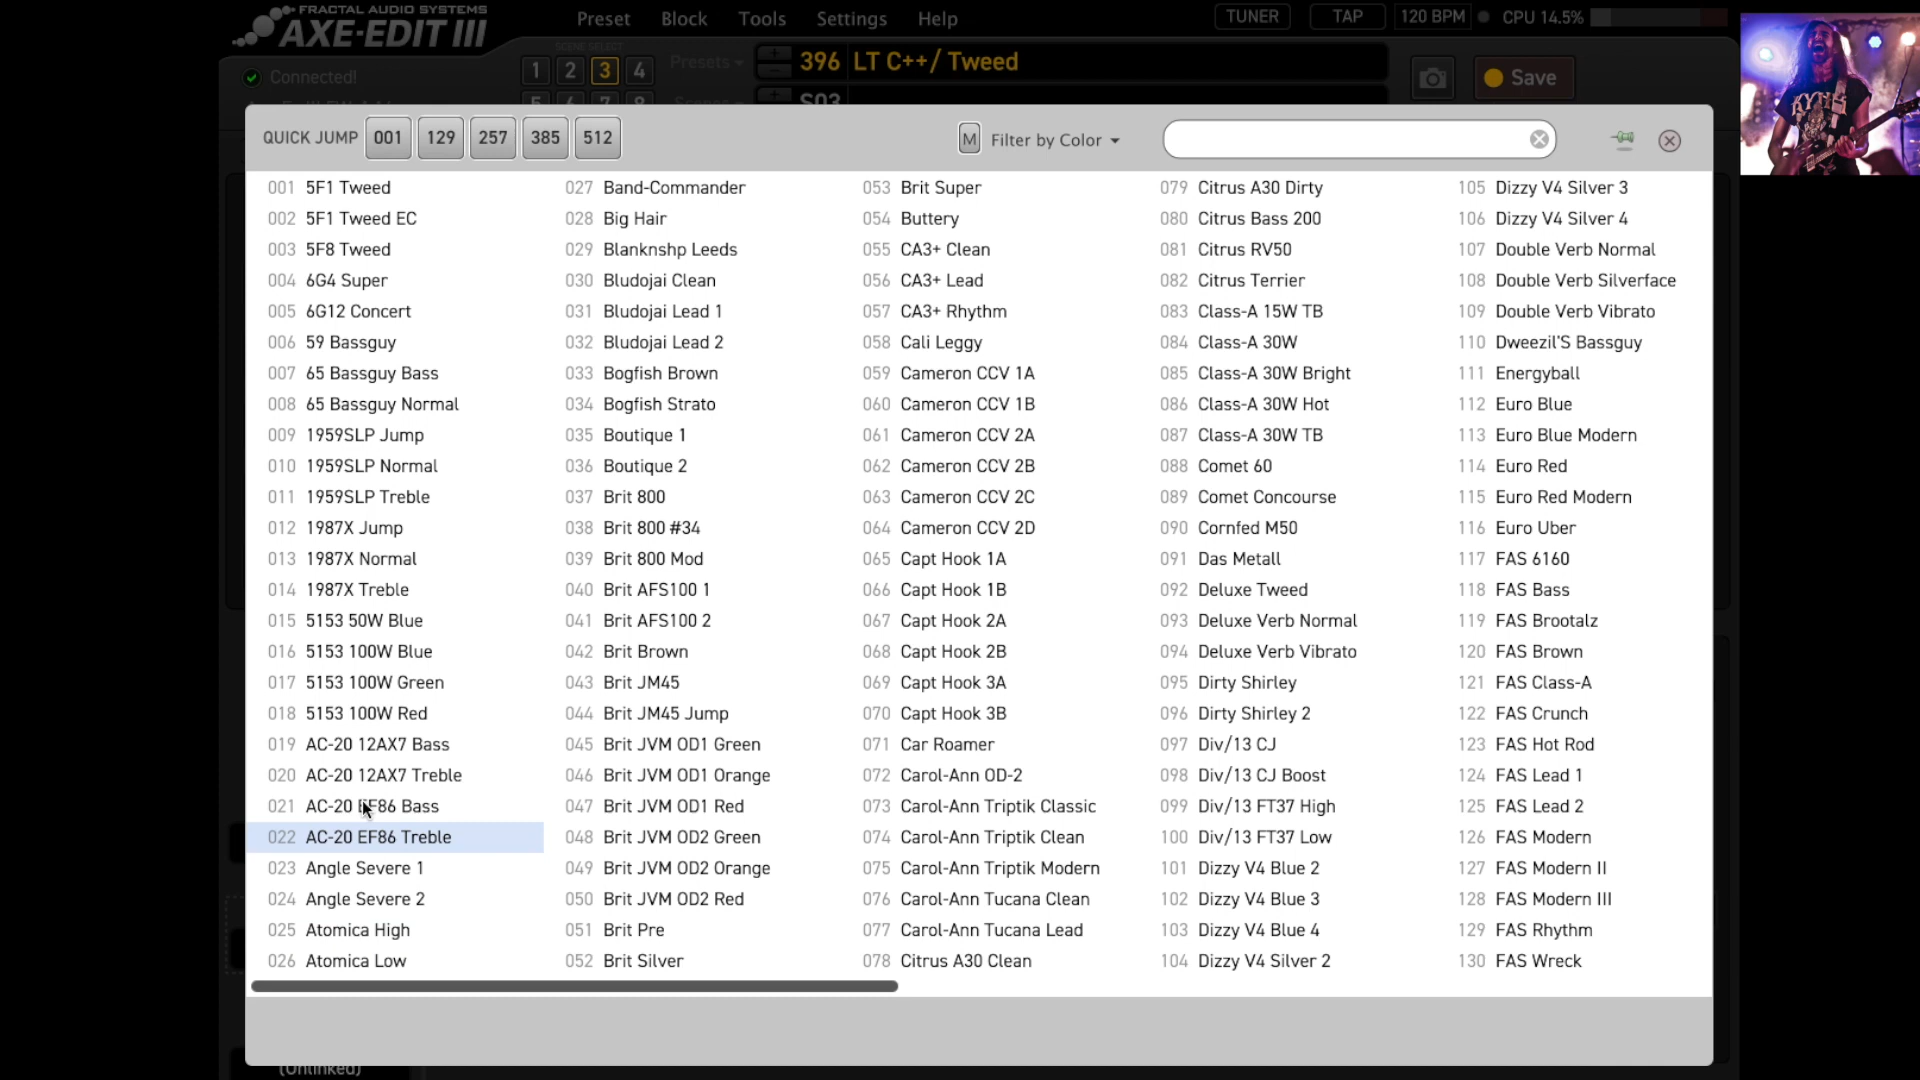 FRACTAL AUDIO SYSTEMS
AXE-EDIT III
Preset Block Tools Settings Help
TUNER TAP 120 BPM CPU 14.5%
SCENE SELECT
Connected!
1 2 3 4
Presets
396 LT C++/ Tweed
Save
5 6 7 8
Scenes
S03
QUICK JUMP 001 129 257 385 512
M Filter by Color
001 5F1 Tweed
002 5F1 Tweed EC
003 5F8 Tweed
004 6G4 Super
005 6G12 Concert
006 59 Bassguy
007 65 Bassguy Bass
008 65 Bassguy Normal
009 1959SLP Jump
010 1959SLP Normal
011 1959SLP Treble
012 1987X Jump
013 1987X Normal
014 1987X Treble
015 5153 50W Blue
016 5153 100W Blue
017 5153 100W Green
018 5153 100W Red
019 AC-20 12AX7 Bass
020 AC-20 12AX7 Treble
021 AC-20 EF86 Bass
022 AC-20 EF86 Treble
023 Angle Severe 1
024 Angle Severe 2
025 Atomica High
026 Atomica Low
027 Band-Commander
028 Big Hair
029 Blanknshp Leeds
030 Bludojai Clean
031 Bludojai Lead 1
032 Bludojai Lead 2
033 Bogfish Brown
034 Bogfish Strato
035 Boutique 1
036 Boutique 2
037 Brit 800
038 Brit 800 #34
039 Brit 800 Mod
040 Brit AFS100 1
041 Brit AFS100 2
042 Brit Brown
043 Brit JM45
044 Brit JM45 Jump
045 Brit JVM OD1 Green
046 Brit JVM OD1 Orange
047 Brit JVM OD1 Red
048 Brit JVM OD2 Green
049 Brit JVM OD2 Orange
050 Brit JVM OD2 Red
051 Brit Pre
052 Brit Silver
053 Brit Super
054 Buttery
055 CA3+ Clean
056 CA3+ Lead
057 CA3+ Rhythm
058 Cali Leggy
059 Cameron CCV 1A
060 Cameron CCV 1B
061 Cameron CCV 2A
062 Cameron CCV 2B
063 Cameron CCV 2C
064 Cameron CCV 2D
065 Capt Hook 1A
066 Capt Hook 1B
067 Capt Hook 2A
068 Capt Hook 2B
069 Capt Hook 3A
070 Capt Hook 3B
071 Car Roamer
072 Carol-Ann OD-2
073 Carol-Ann Triptik Classic
074 Carol-Ann Triptik Clean
075 Carol-Ann Triptik Modern
076 Carol-Ann Tucana Clean
077 Carol-Ann Tucana Lead
078 Citrus A30 Clean
079 Citrus A30 Dirty
080 Citrus Bass 200
081 Citrus RV50
082 Citrus Terrier
083 Class-A 15W TB
084 Class-A 30W
085 Class-A 30W Bright
086 Class-A 30W Hot
087 Class-A 30W TB
088 Comet 60
089 Comet Concourse
090 Cornfed M50
091 Das Metall
092 Deluxe Tweed
093 Deluxe Verb Normal
094 Deluxe Verb Vibrato
095 Dirty Shirley
096 Dirty Shirley 2
097 Div/13 CJ
098 Div/13 CJ Boost
099 Div/13 FT37 High
100 Div/13 FT37 Low
101 Dizzy V4 Blue 2
102 Dizzy V4 Blue 3
103 Dizzy V4 Blue 4
104 Dizzy V4 Silver 2
105 Dizzy V4 Silver 3
106 Dizzy V4 Silver 4
107 Double Verb Normal
108 Double Verb Silverface
109 Double Verb Vibrato
110 Dweezil'S Bassguy
111 Energyball
112 Euro Blue
113 Euro Blue Modern
114 Euro Red
115 Euro Red Modern
116 Euro Uber
117 FAS 6160
118 FAS Bass
119 FAS Brootalz
120 FAS Brown
121 FAS Class-A
122 FAS Crunch
123 FAS Hot Rod
124 FAS Lead 1
125 FAS Lead 2
126 FAS Modern
127 FAS Modern II
128 FAS Modern III
129 FAS Rhythm
130 FAS Wreck
(Unlinked)